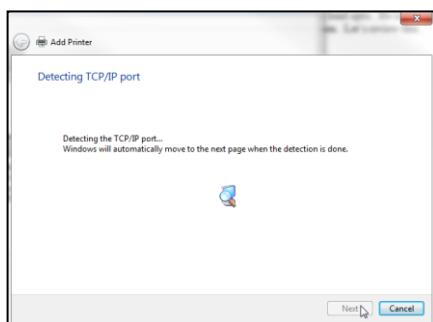 Add Printer
Detecting TCP/IP port
Detecting the TCP/IP port...
Windows will automatically move to the next page when the detection is done.
Next
Cancel